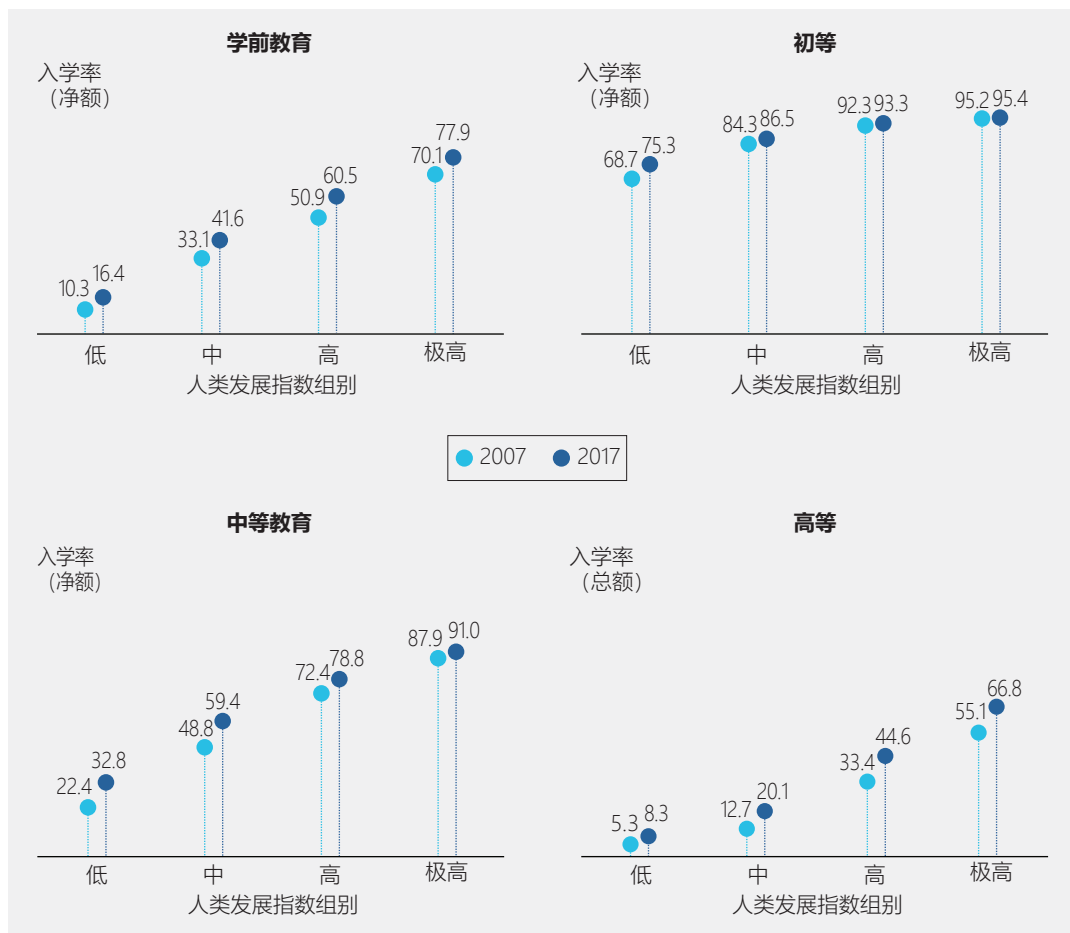 学前教育
入学率
（净额）
10.3
16.4
33.1
41.6
50.9
60.5
70.1
77.9
低
中
高
极高
人类发展指数组别
初等
入学率
（净额）
68.7
75.3
84.3
86.5
92.3
93.3
95.2
95.4
低
中
高
极高
人类发展指数组别
2007
2017
中等教育
入学率
（净额）
22.4
32.8
48.8
59.4
72.4
78.8
87.9
91.0
低
中
高
极高
人类发展指数组别
高等
入学率
（总额）
5.3
8.3
12.7
20.1
33.4
44.6
55.1
66.8
低
中
高
极高
人类发展指数组别